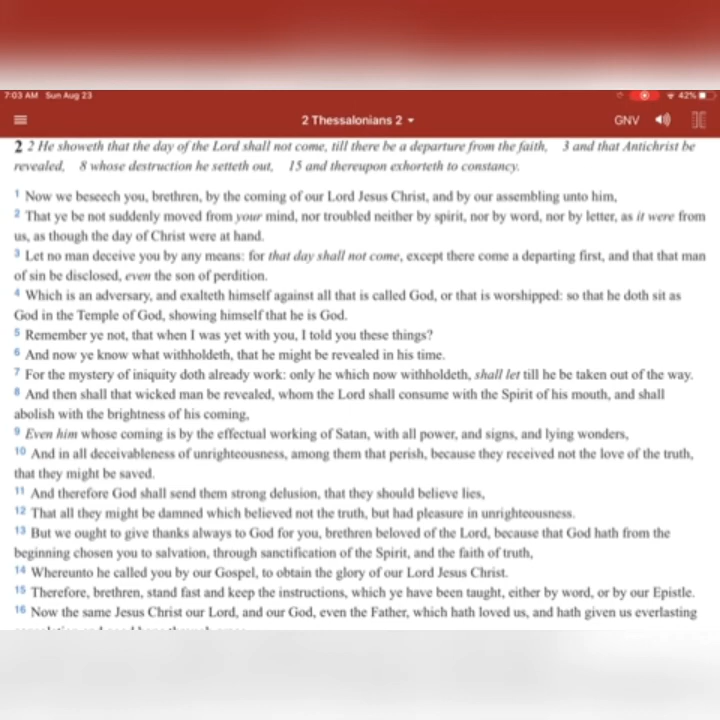 7:03 AM Sun Aug 23
42%
2 Thessalonians 2
GNV
2 2 He showeth that the day of the Lord shall not come, till there be a departure from the faith, 3 and that Antichrist be
revealed, 8 whose destruction he setteth out, 15 and thereupon exhorteth to constancy.
1 Now we beseech you, brethren, by the coming of our Lord Jesus Christ, and by our assembling unto him,
2 That ye be not suddenly moved from your mind, nor troubled neither by spirit, nor by word, nor by letter, as it were from
us, as though the day of Christ were at hand.
3 Let no man deceive you by any means: for that day shall not come, except there come a departing first, and that that man
of sin be disclosed, even the son of perdition.
4 Which is an adversary, and exalteth himself against all that is called God, or that is worshipped: so that he doth sit as
God in the Temple of God, showing himself that he is God.
5 Remember ye not, that when I was yet with you, I told you these things?
6 And now ye know what withholdeth, that he might be revealed in his time.
7 For the mystery of iniquity doth already work: only he which now withholdeth, shall let till he be taken out of the way.
8 And then shall that wicked man be revealed, whom the Lord shall consume with the Spirit of his mouth, and shall
abolish with the brightness of his coming,
9 Even him whose coming is by the effectual working of Satan, with all power, and signs, and lying wonders,
10 And in all deceivableness of unrighteousness, among them that perish, because they received not the love of the truth,
that they might be saved.
11 And therefore God shall send them strong delusion, that they should believe lies,
12 That all they might be damned which believed not the truth, but had pleasure in unrighteousness.
13 But we ought to give thanks always to God for you, brethren beloved of the Lord, because that God hath from the
beginning chosen you to salvation, through sanctification of the Spirit, and the faith of truth,
14 Whereunto he called you by our Gospel, to obtain the glory of our Lord Jesus Christ.
15 Therefore, brethren, stand fast and keep the instructions, which ye have been taught, either by word, or by our Epistle.
16 Now the same Jesus Christ our Lord, and our God, even the Father, which hath loved us, and hath given us everlasting